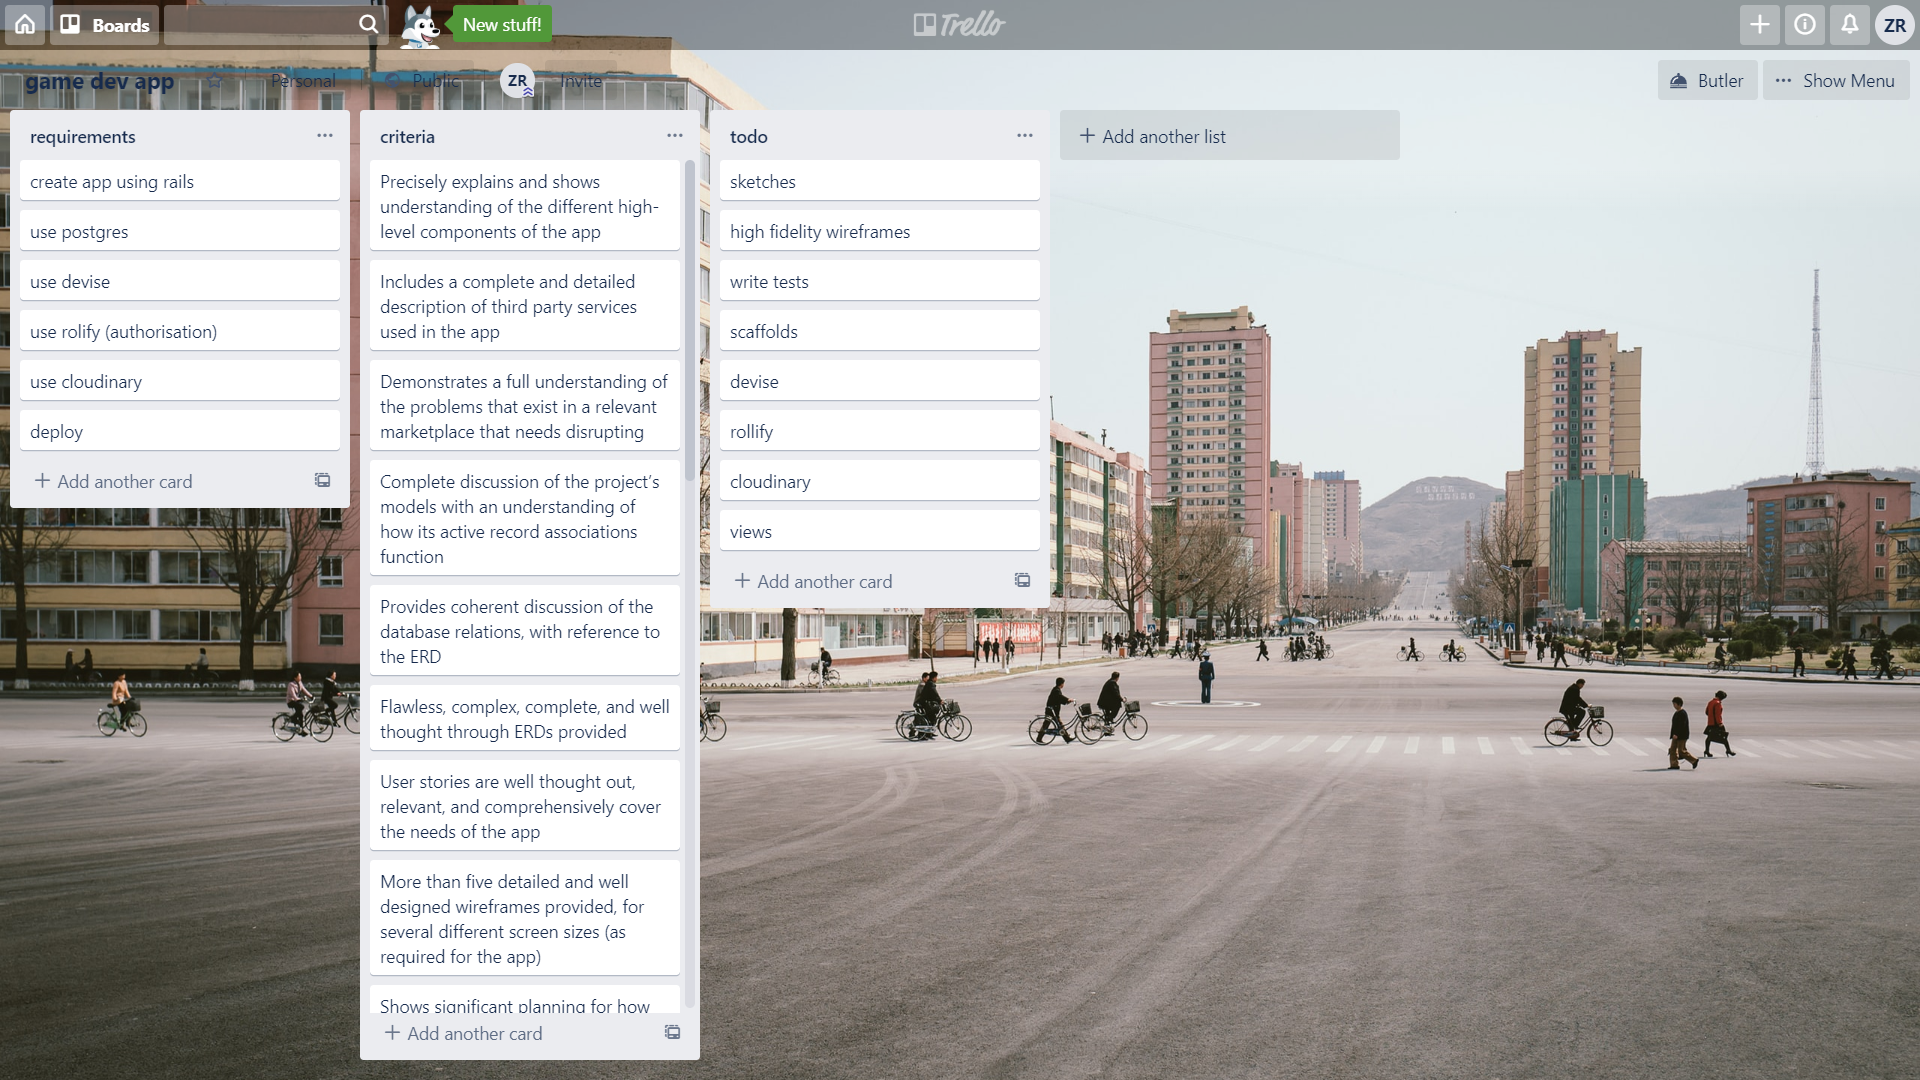 Boards
New stuff!
Trello
ZR
game dev app
Personal
Public
ZR
Invite
Butler
Show Menu
requirements
create app using rails
use postgres
use devise
use rolify (authorisation)
use cloudinary
deploy
Add another card
criteria
Precisely explains and shows
understanding of the different high-
level components of the app
Includes a complete and detailed
description of third party services
used in the app
Demonstrates a full understanding of
the problems that exist in a relevant
marketplace that needs disrupting
Complete discussion of the project’s
models with an understanding of
how its active record associations
function
Provides coherent discussion of the
database relations, with reference to
the ERD
Flawless, complex, complete, and well
thought through ERDs provided
User stories are well thought out,
relevant, and comprehensively cover
the needs of the app
More than five detailed and well
designed wireframes provided, for
several different screen sizes (as
required for the app)
Shows significant planning for how
Add another card
todo
sketches
high fidelity wireframes
write tests
scaffolds
devise
rollify
cloudinary
views
Add another card
Add another list